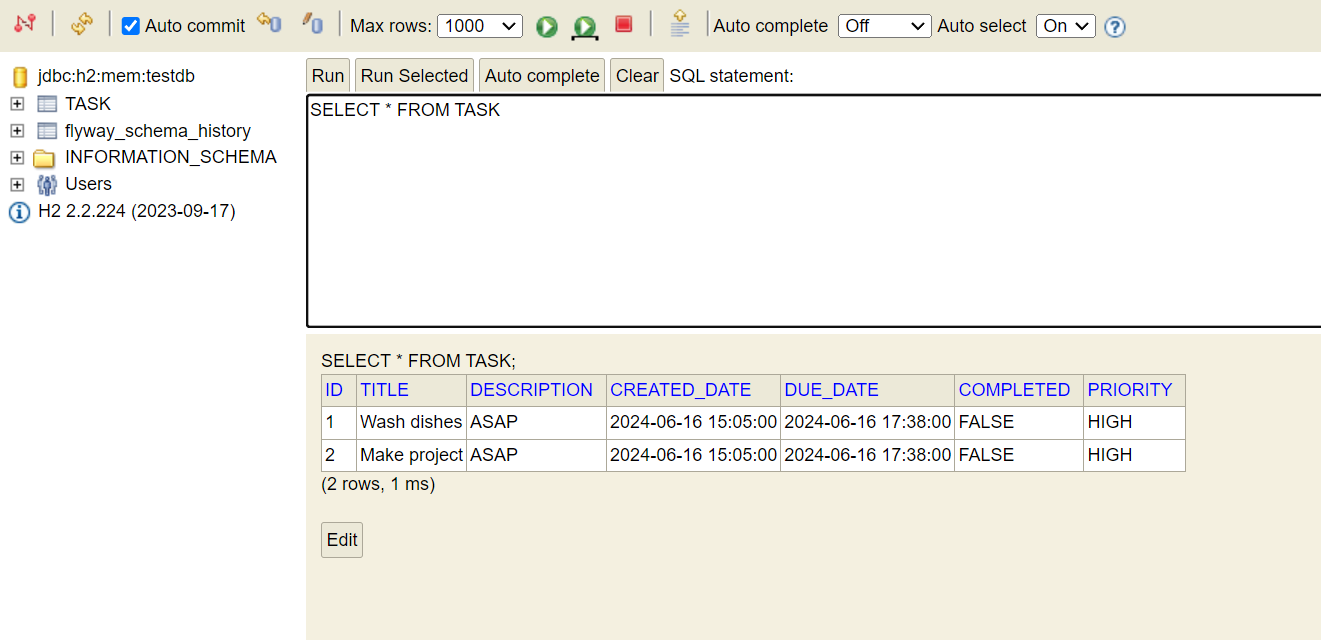 Auto commit Max rows: 1000 Auto complete Off Auto select On ?
jdbc:h2:mem:testdb
TASK
flyway_schema_history
INFORMATION_SCHEMA
Users
H2 2.2.224 (2023-09-17)
Run Run Selected Auto complete Clear SQL statement:
SELECT * FROM TASK
SELECT * FROM TASK;
ID TITLE DESCRIPTION CREATED_DATE DUE_DATE COMPLETED PRIORITY
1 Wash dishes ASAP 2024-06-16 15:05:00 2024-06-16 17:38:00 FALSE HIGH
2 Make project ASAP 2024-06-16 15:05:00 2024-06-16 17:38:00 FALSE HIGH
(2 rows, 1 ms)
Edit